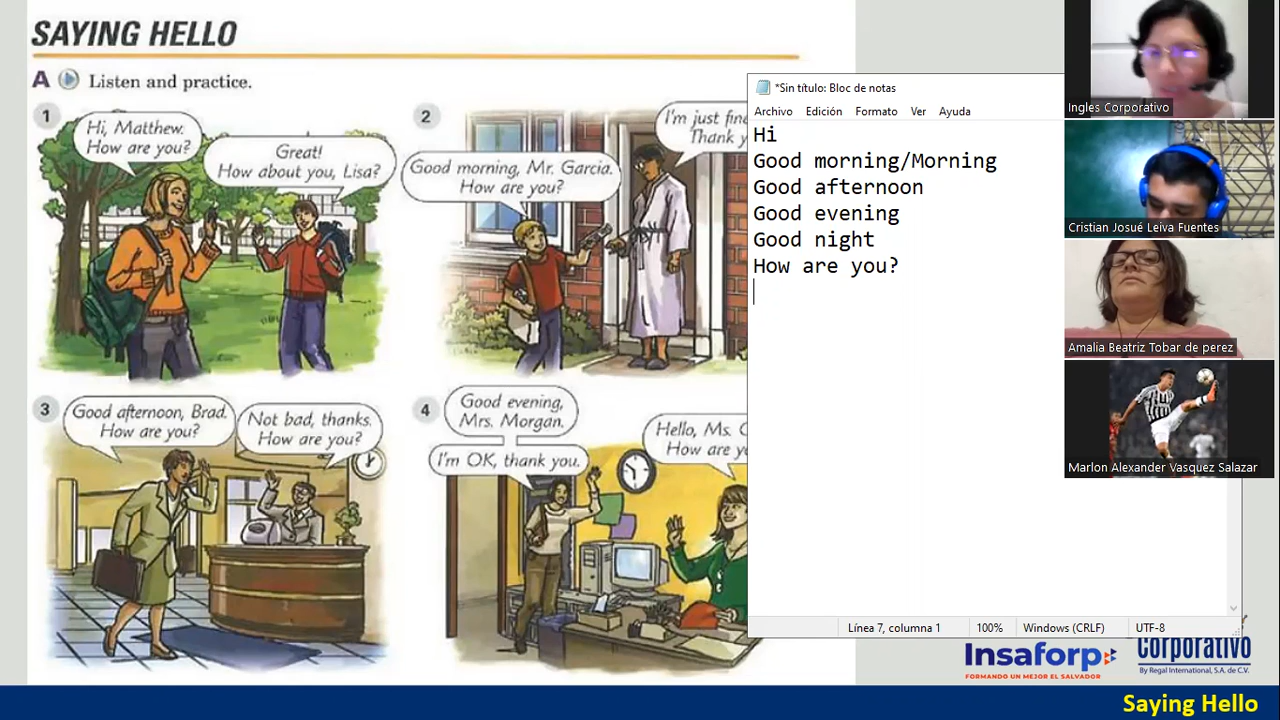 SAYING HELLO
A Listen and practice.
1
Hi, Matthew.
How are you?
Great!
How about you, Lisa?
2
Good morning, Mr. Garcia.
How are you?
I'm just fine
Thank
3
Good afternoon, Brad.
How are you?
Not bad, thanks.
How are you?
4
Good evening,
Mrs. Morgan.
I'm OK, thank you.
Hello, Ms.
How are
*Sin título: Bloc de notas
Archivo Edición Formato Ver Ayuda
Hi
Good morning/Morning
Good afternoon
Good evening
Good night
How are you?
Línea 7, columna 1 100% Windows (CRLF) UTF-8
Ingles Corporativo
Cristian Josué Leiva Fuentes
Amalia Beatriz Tobar de perez
Marlon Alexander Vasquez Salazar
Insaforp
FORMANDO UN MEJOR EL SALVADOR
Corporativo
By Regal International, S.A. de C.V.
Saying Hello